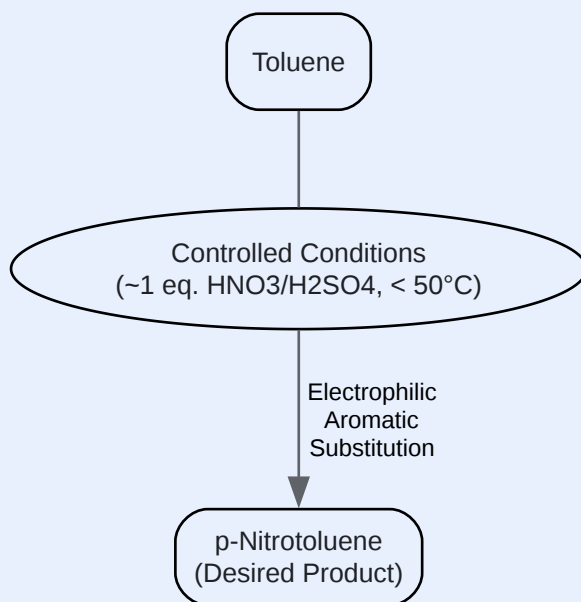 Toluene
Controlled Conditions
(~1 eq. HNO3/H2SO4, < 50°C)
Electrophilic
Aromatic
Substitution
p-Nitrotoluene
(Desired Product)